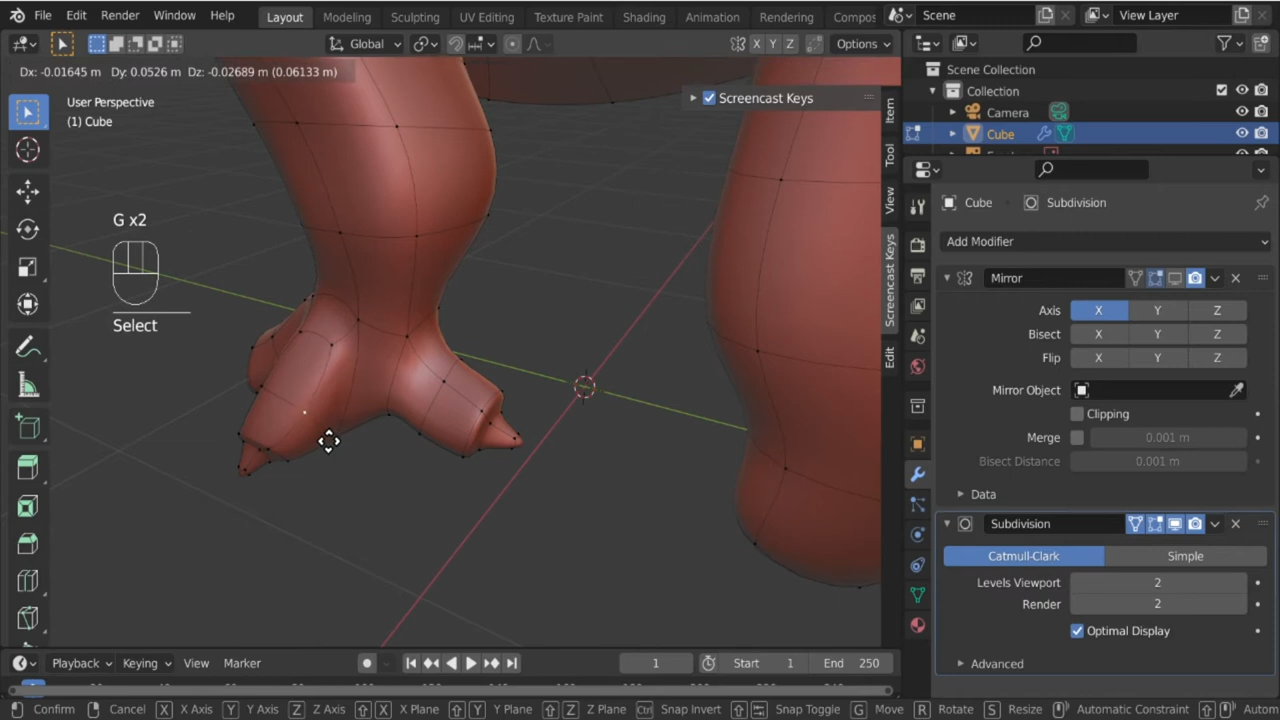 File Edit Render Window Help Layout Modeling Sculpting UV Editing Texture Paint Shading Animation Rendering Compos Scene View Layer
Global X Y Z Options
Dx: -0.01645 m Dy: 0.0526 m Dz: -0.02689 m (0.06133 m)
User Perspective
(1) Cube
Screencast Keys
Item
Tool
View
Screencast Keys
Edit
G x2
Select
Scene Collection
Collection
Camera
Cube
Cube Subdivision
Add Modifier
Mirror
Axis X Y Z
Bisect X Y Z
Flip X Y Z
Mirror Object
Clipping
Merge 0.001 m
Bisect Distance 0.001 m
Data
Subdivision
Catmull-Clark Simple
Levels Viewport 2
Render 2
Optimal Display
Advanced
Playback Keying View Marker 1 Start 1 End 250
Confirm Cancel X X Axis Y Y Axis Z Z Axis X X Plane Y Y Plane Z Z Plane Ctrl Snap Invert Snap Toggle G Move R Rotate S Resize Automatic Constraint Autom